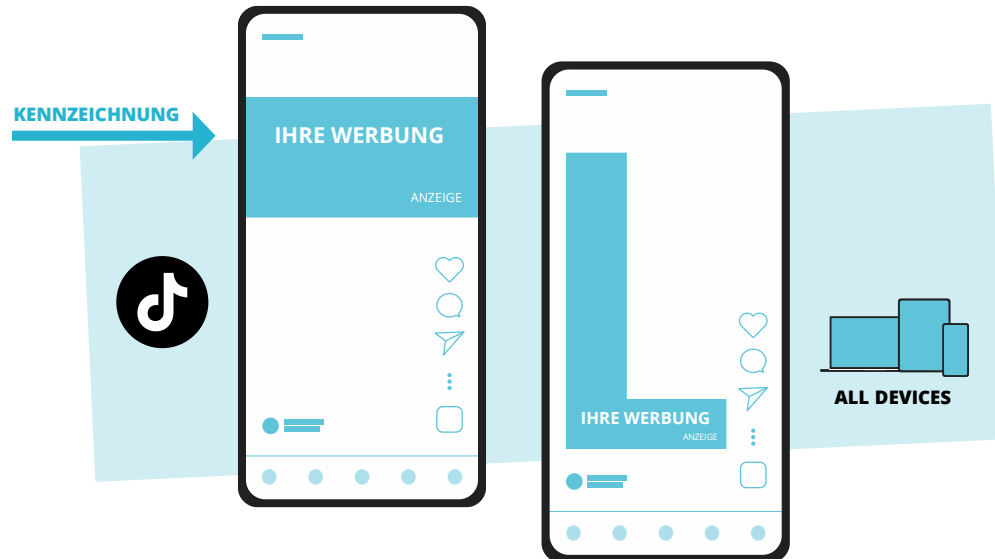 KENNZEICHNUNG
IHRE WERBUNG
ANZEIGE
IHRE WERBUNG
ANZEIGE
ALL DEVICES